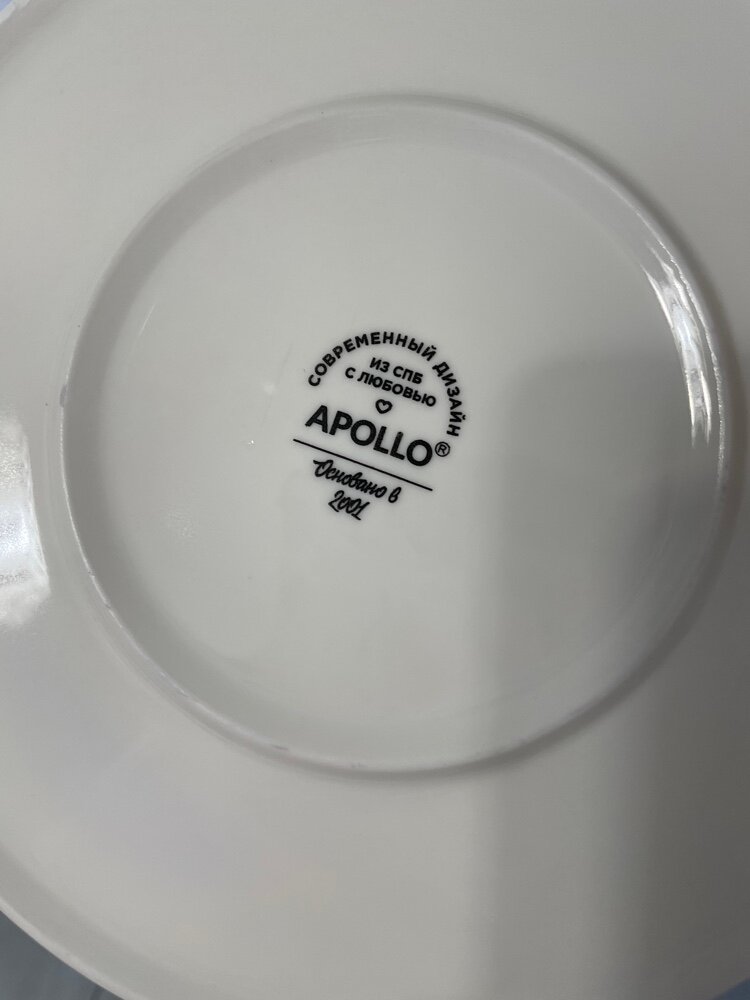 СОВРЕМЕННЫЙ ДИЗАЙН
ИЗ СПБ
С ЛЮБОВЬЮ
APOLLO®
Основано в
2001